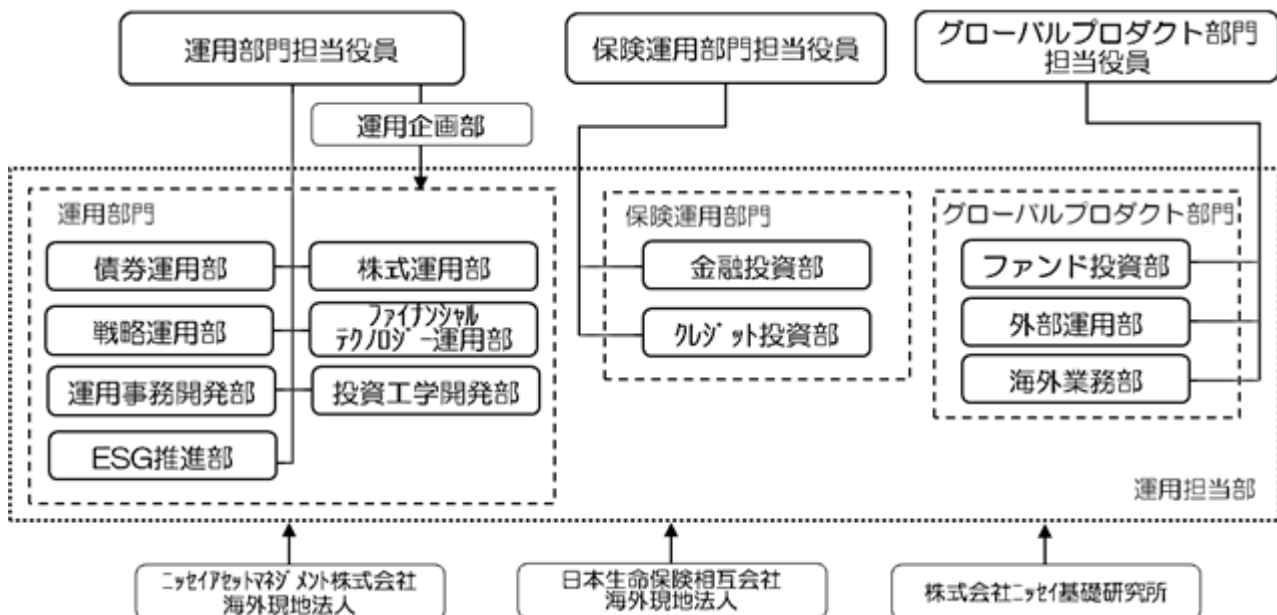 運用部門担当役員
保険運用部門担当役員
グローバルプロダクト部門
担当役員
運用企画部
運用部門
債券運用部
株式運用部
戦略運用部
ファイナンシャル
テクノロジー運用部
運用事務開発部
投資工学開発部
ESG推進部
保険運用部門
金融投資部
クレジット投資部
グローバルプロダクト部門
ファンド投資部
外部運用部
海外業務部
運用担当部
ニッセイアセットマネジメント株式会社
海外現地法人
日本生命保険相互会社
海外現地法人
株式会社ニッセイ基礎研究所